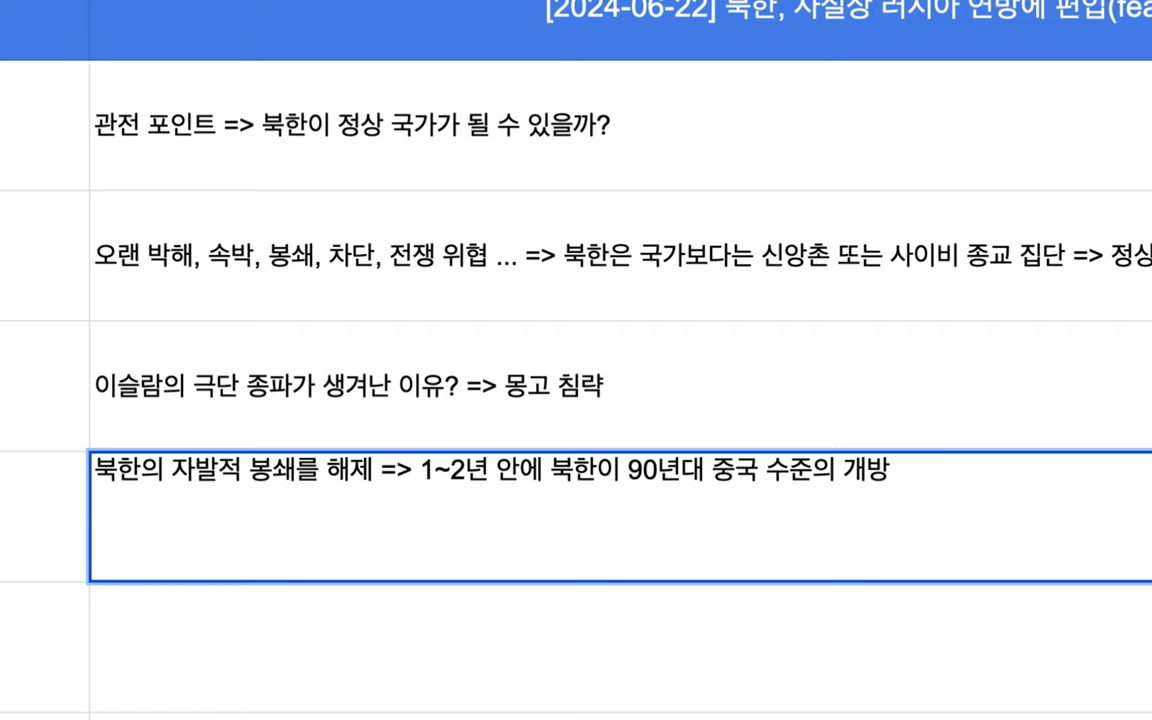 [2024-06-22] 북한, 사실상 러시아 연방에 편입(fea
관전 포인트 => 북한이 정상 국가가 될 수 있을까?
오랜 박해, 속박, 봉쇄, 차단, 전쟁 위협 ... => 북한은 국가보다는 신앙촌 또는 사이비 종교 집단 => 정상
이슬람의 극단 종파가 생겨난 이유? => 몽고 침략
북한의 자발적 봉쇄를 해제 => 1~2년 안에 북한이 90년대 중국 수준의 개방